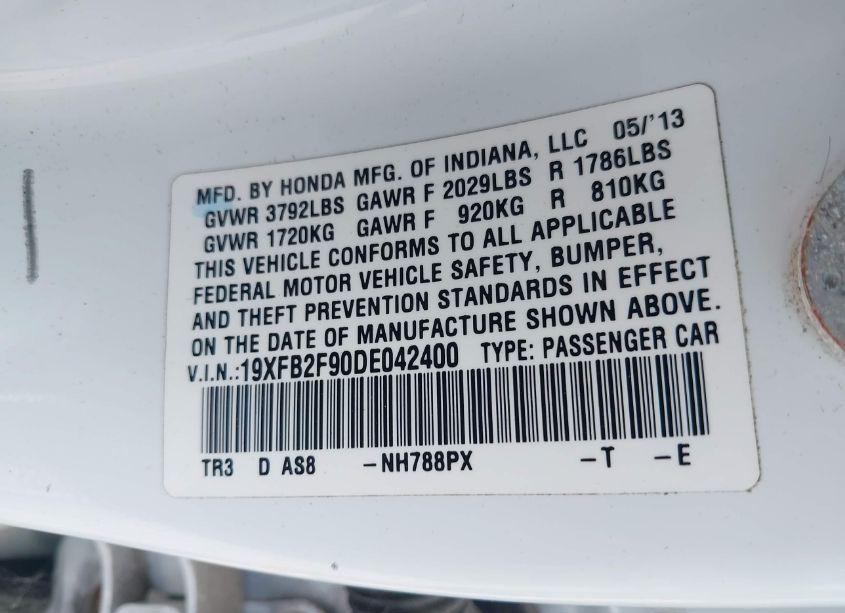 MFD. BY HONDA MFG. OF INDIANA, LLC 05/'13
GVWR 3792LBS GAWR F 2029LBS R 1786LBS
GVWR 1720KG GAWR F 920KG R 810KG
THIS VEHICLE CONFORMS TO ALL APPLICABLE
FEDERAL MOTOR VEHICLE SAFETY, BUMPER,
AND THEFT PREVENTION STANDARDS IN EFFECT
ON THE DATE OF MANUFACTURE SHOWN ABOVE.
V.I.N.:19XFB2F90DE042400 TYPE: PASSENGER CAR
TR3 D AS8 -NH788PX -T -E